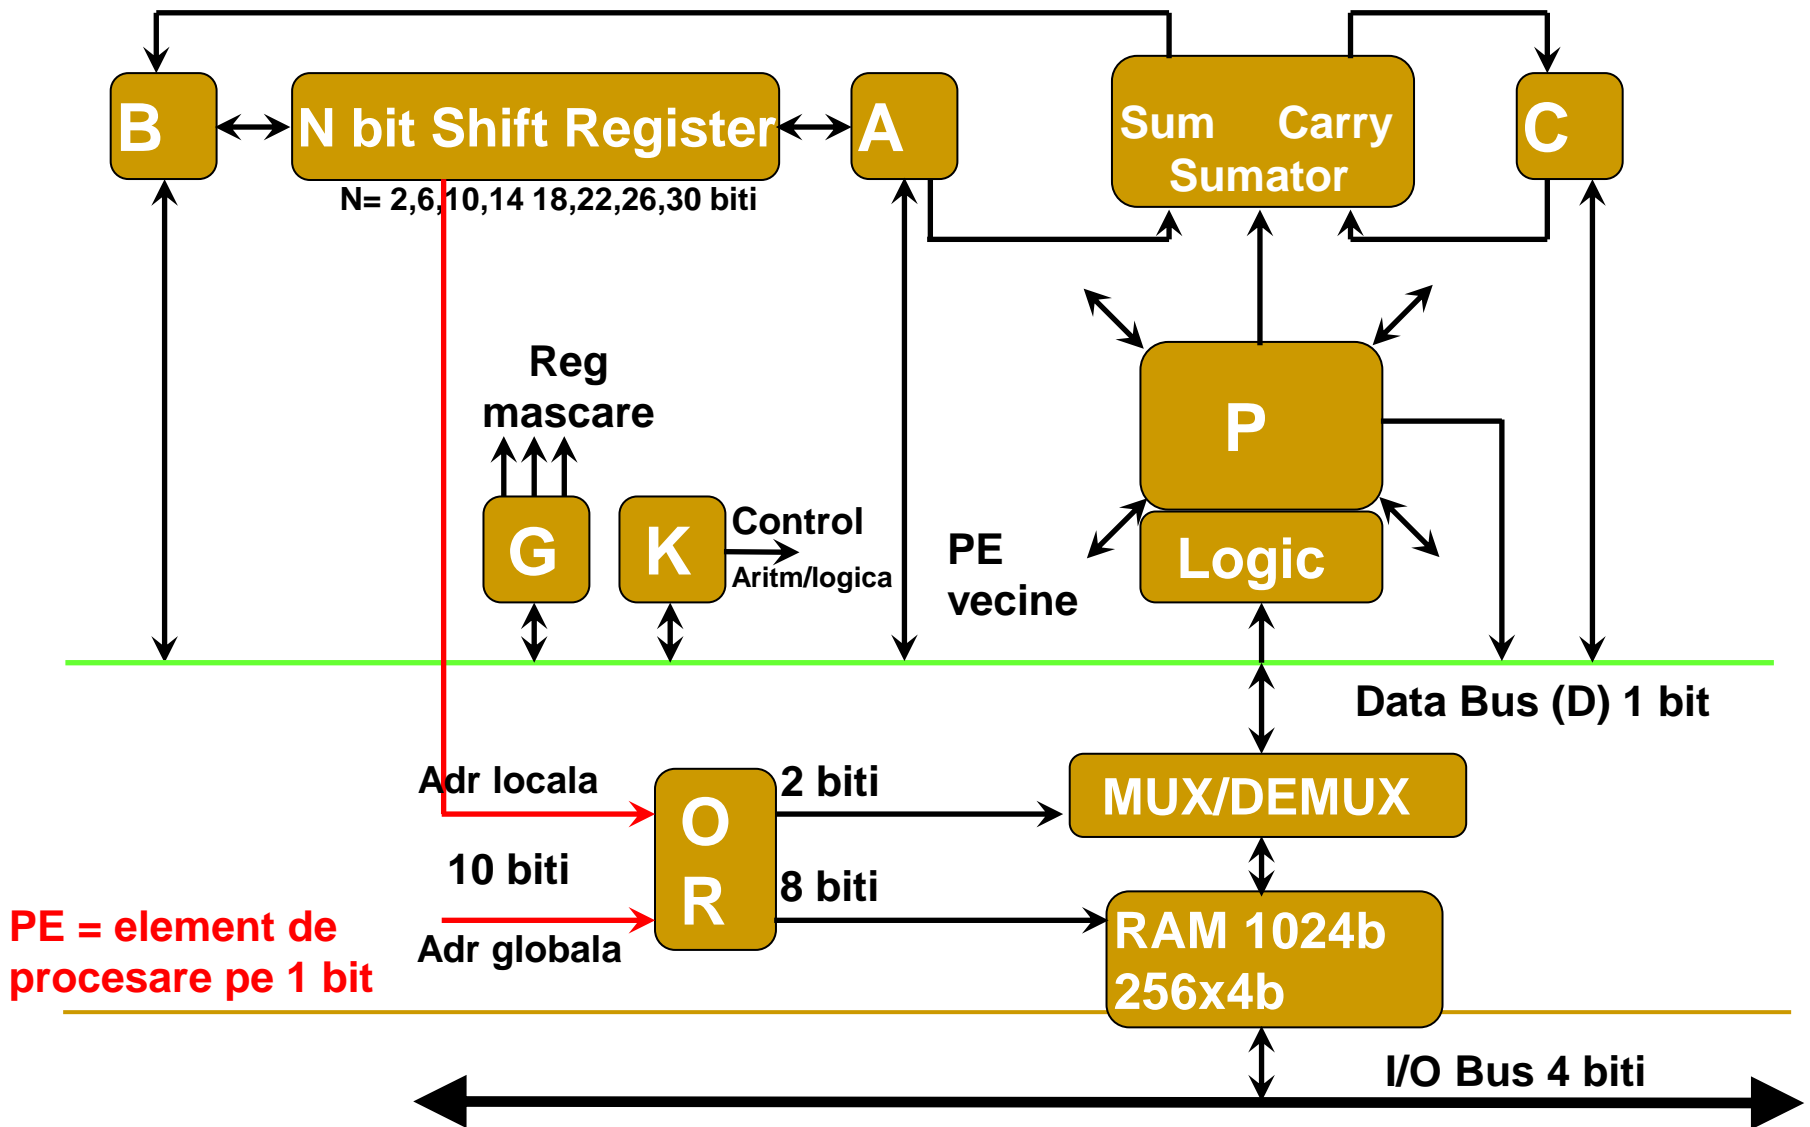 B
N bit Shift Register
A
Sum Carry
Sumator
C
N= 2,6,10,14 18,22,26,30 biti
Reg
mascare
P
G
K
Control
Aritm/logica
PE
vecine
Logic
Data Bus (D) 1 bit
Adr locala
O
R
2 biti
MUX/DEMUX
10 biti
8 biti
Adr globala
RAM 1024b
256x4b
PE = element de
procesare pe 1 bit
I/O Bus 4 biti